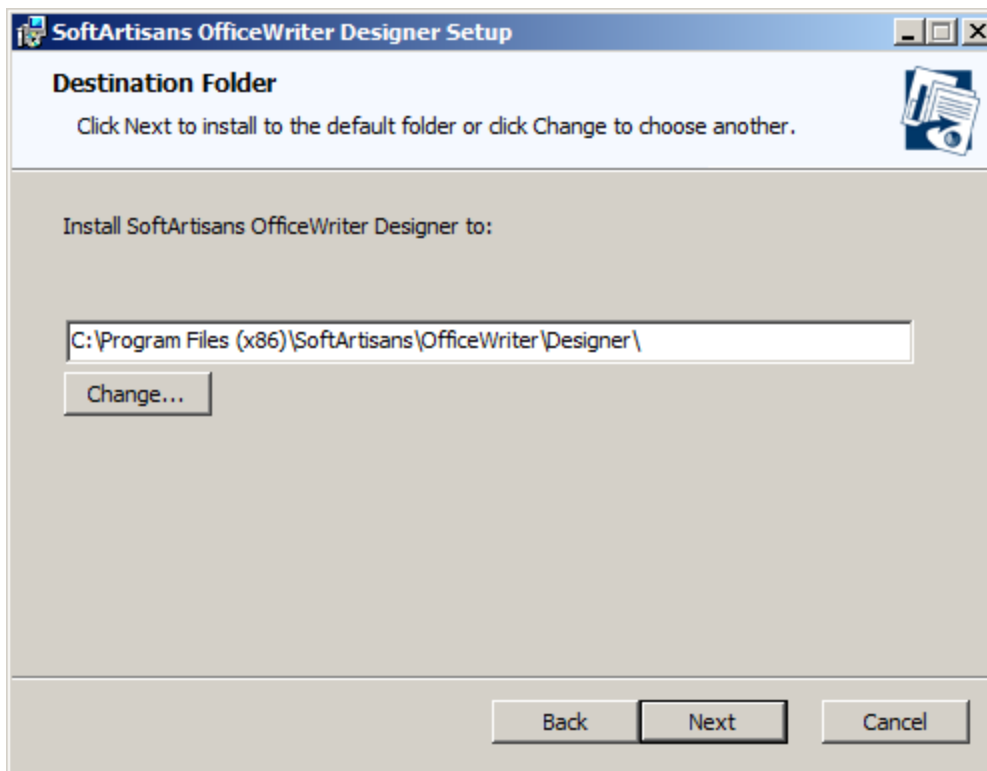 SoftArtisans OfficeWriter Designer Setup
Destination Folder
Click Next to install to the default folder or click Change to choose another.
Install SoftArtisans OfficeWriter Designer to:
C:\Program Files (x86)\SoftArtisans\OfficeWriter\Designer\
Change...
Back Next Cancel